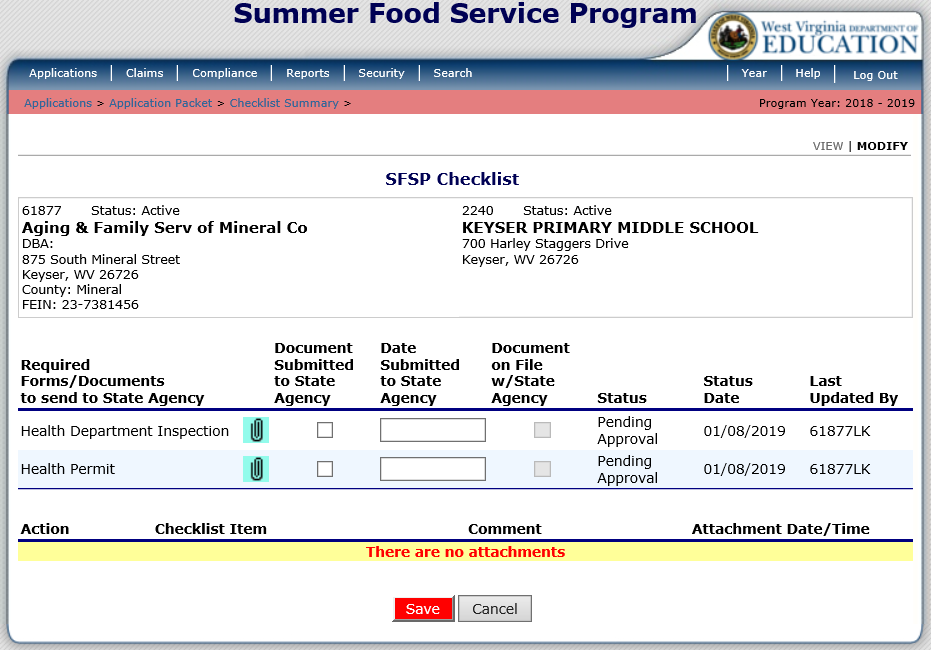 Summer Food Service Program
West Virginia DEPARTMENT OF
EDUCATION
Applications | Claims | Compliance | Reports | Security | Search | Year | Help | Log Out
Applications > Application Packet > Checklist Summary > Program Year: 2018 - 2019
VIEW | MODIFY
SFSP Checklist
61877 Status: Active
Aging & Family Serv of Mineral Co
DBA:
875 South Mineral Street
Keyser, WV 26726
County: Mineral
FEIN: 23-7381456
2240 Status: Active
KEYSER PRIMARY MIDDLE SCHOOL
700 Harley Staggers Drive
Keyser, WV 26726
Required
Forms/Documents
to send to State Agency
Document
Submitted
to State
Agency
Date
Submitted
to State
Agency
Document
on File
w/State
Agency
Status
Status
Date
Last
Updated By
Health Department Inspection
Pending
Approval
01/08/2019
61877LK
Health Permit
Pending
Approval
01/08/2019
61877LK
Action Checklist Item Comment Attachment Date/Time
There are no attachments
Save Cancel